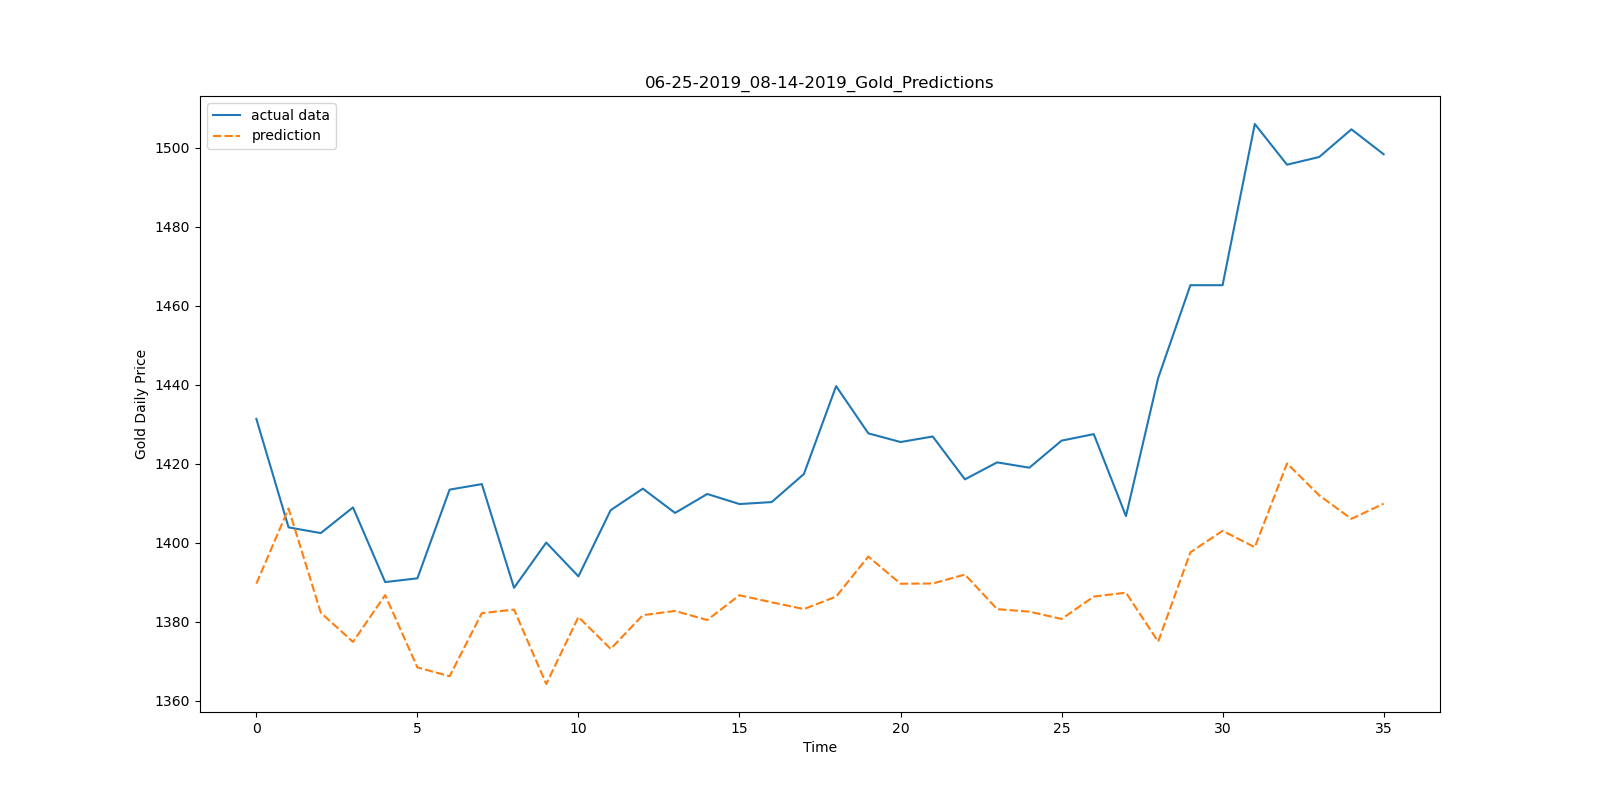 06-25-2019_08-14-2019_Gold_Predictions
actual data
prediction
1500
1480
1460
1440
1420
1400
1380
1360
Gold Daily Price
0 5 10 15 20 25 30 35
Time